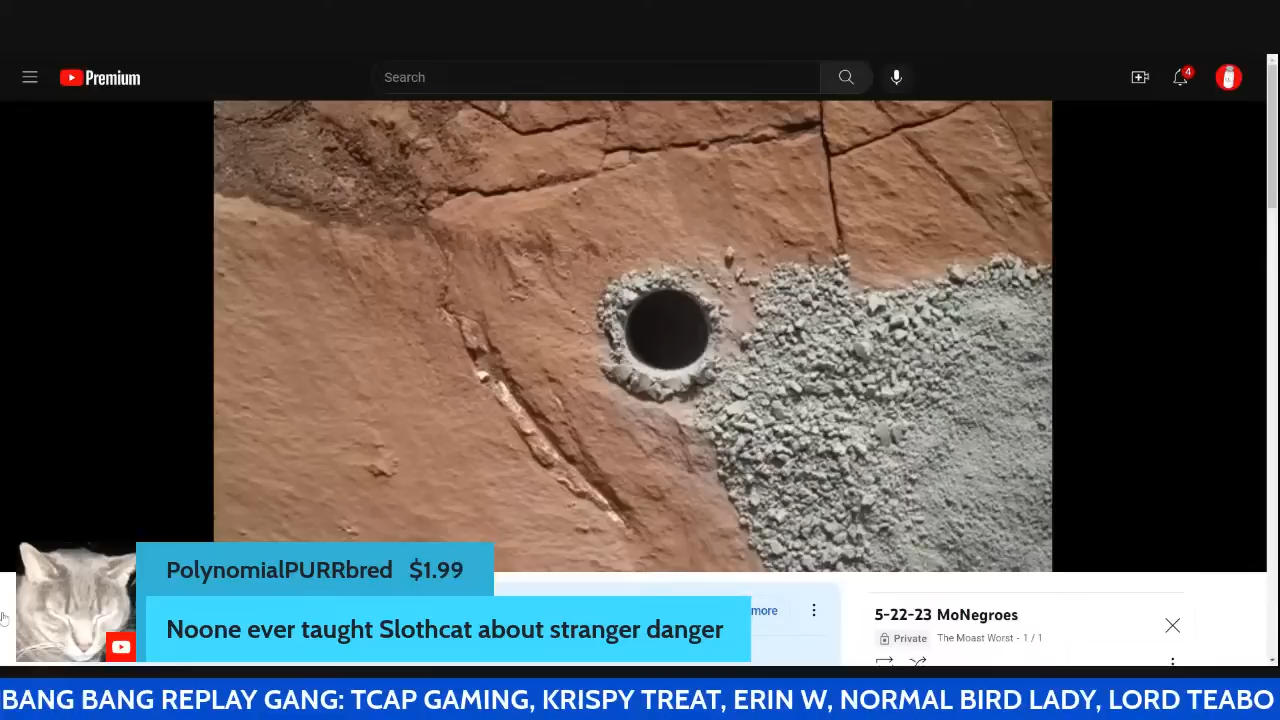 Premium
Search
4
PolynomialPURRbred $1.99
Noone ever taught Slothcat about stranger danger
more
5-22-23 MoNegroes
Private The Moast Worst - 1 / 1
BANG BANG REPLAY GANG: TCAP GAMING, KRISPY TREAT, ERIN W, NORMAL BIRD LADY, LORD TEABO